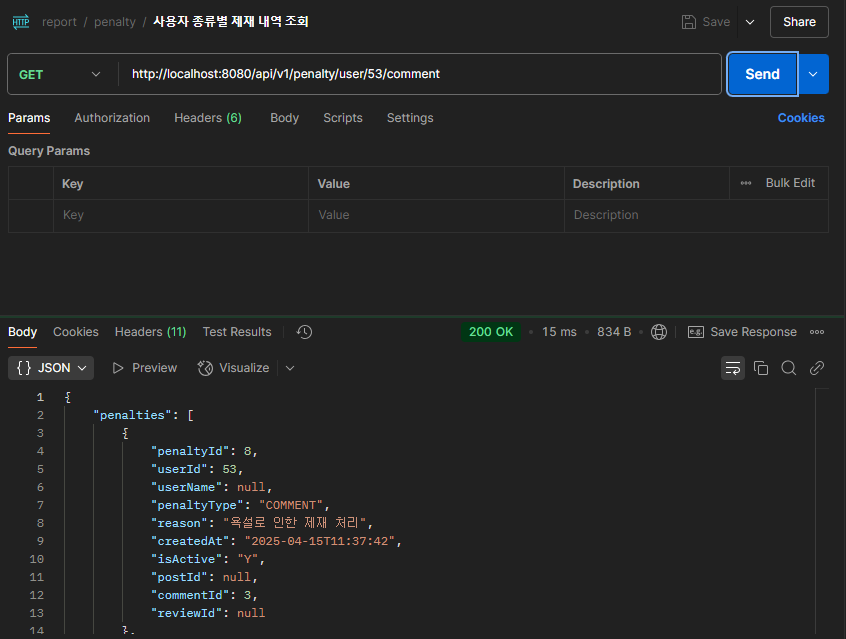 HTTP report / penalty / 사용자 종류별 제재 내역 조회 Save Share
GET http://localhost:8080/api/v1/penalty/user/53/comment Send
Params Authorization Headers (6) Body Scripts Settings Cookies
Query Params
Key Value Description Bulk Edit
Key Value Description
Body Cookies Headers (11) Test Results 200 OK • 15 ms • 834 B • e.g. Save Response
{} JSON Preview Visualize
1 {
2 "penalties": [
3 {
4 "penaltyId": 8,
5 "userId": 53,
6 "userName": null,
7 "penaltyType": "COMMENT",
8 "reason": "욕설로 인한 제재 처리",
9 "createdAt": "2025-04-15T11:37:42",
10 "isActive": "Y",
11 "postId": null,
12 "commentId": 3,
13 "reviewId": null
14 },